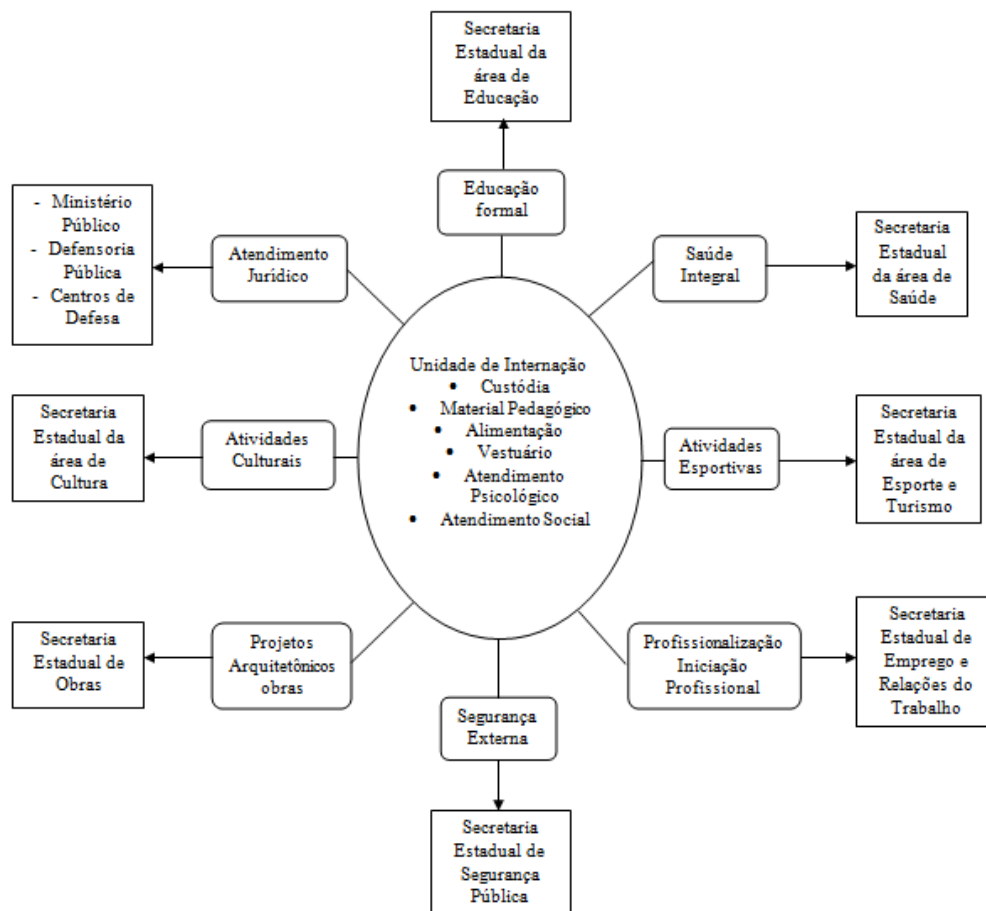 Secretaria
Estadual da
área de
Educação
Educação
formal
- Ministério
Público
- Defensoria
Pública
- Centros de
Defesa
Atendimento
Jurídico
Saúde
Integral
Secretaria
Estadual
da área de
Saúde
Unidade de Internação
• Custódia
• Material Pedagógico
• Alimentação
• Vestuário
• Atendimento
Psicológico
• Atendimento Social
Secretaria
Estadual da
área de
Cultura
Atividades
Culturais
Atividades
Esportivas
Secretaria
Estadual da
área de
Esporte e
Turismo
Secretaria
Estadual de
Obras
Projetos
Arquitetônicos
obras
Profissionalização
Iniciação
Profissional
Secretaria
Estadual de
Emprego e
Relações do
Trabalho
Segurança
Externa
Secretaria
Estadual de
Segurança
Pública